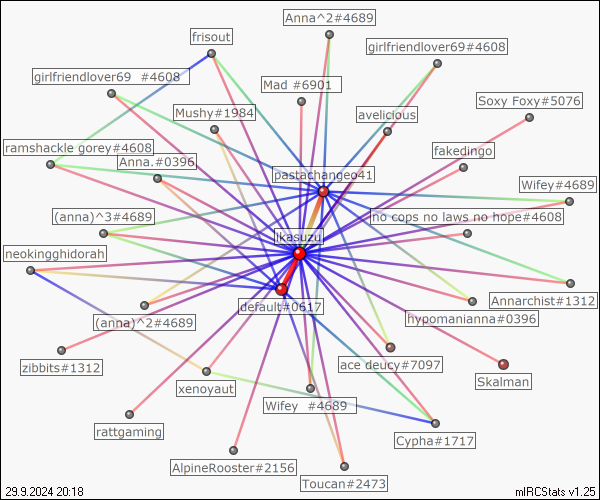 Anna^2#4689
frisout
girlfriendlover69#4608
girlfriendlover69 #4608
Mad #6901
Soxy Foxy#5076
Mushy#1984
avelicious
ramshackle gorey#4608
fakedingo
Anna.#0396
pastachangeo41
Wifey#4689
(anna)^3#4689
no cops no laws no hope#4608
ikasuzu
neokingghidorah
Annarchist#1312
default#0617
(anna)^2#4689
hypomanianna#0396
zibbits#1312
ace deucy#7097
Skalman
xenoyaut
Wifey #4689
rattgaming
Cypha#1717
AlpineRooster#2156
Toucan#2473
29.9.2024 20:18
mIRCStats v1.25